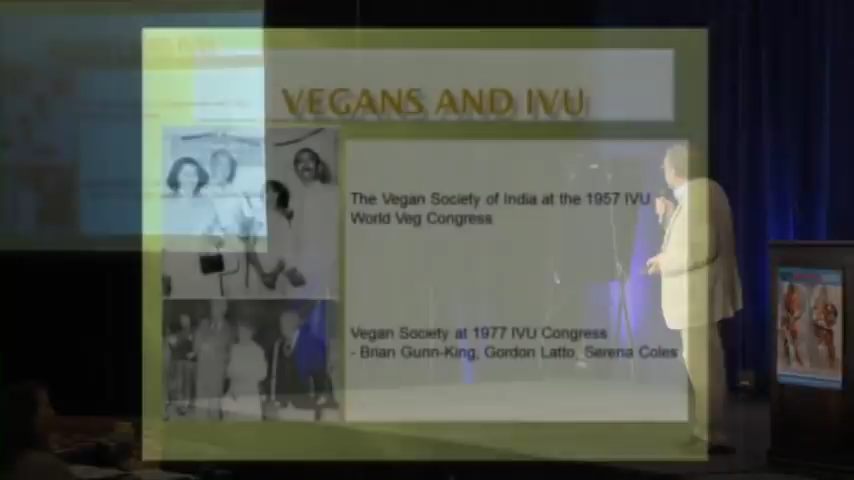 VEGANS AND IVU
The Vegan Society of India at the 1957 IVU
World Veg Congress
Vegan Society at 1977 IVU Congress
- Brian Gunn-King, Gordon Latto, Serena Coles